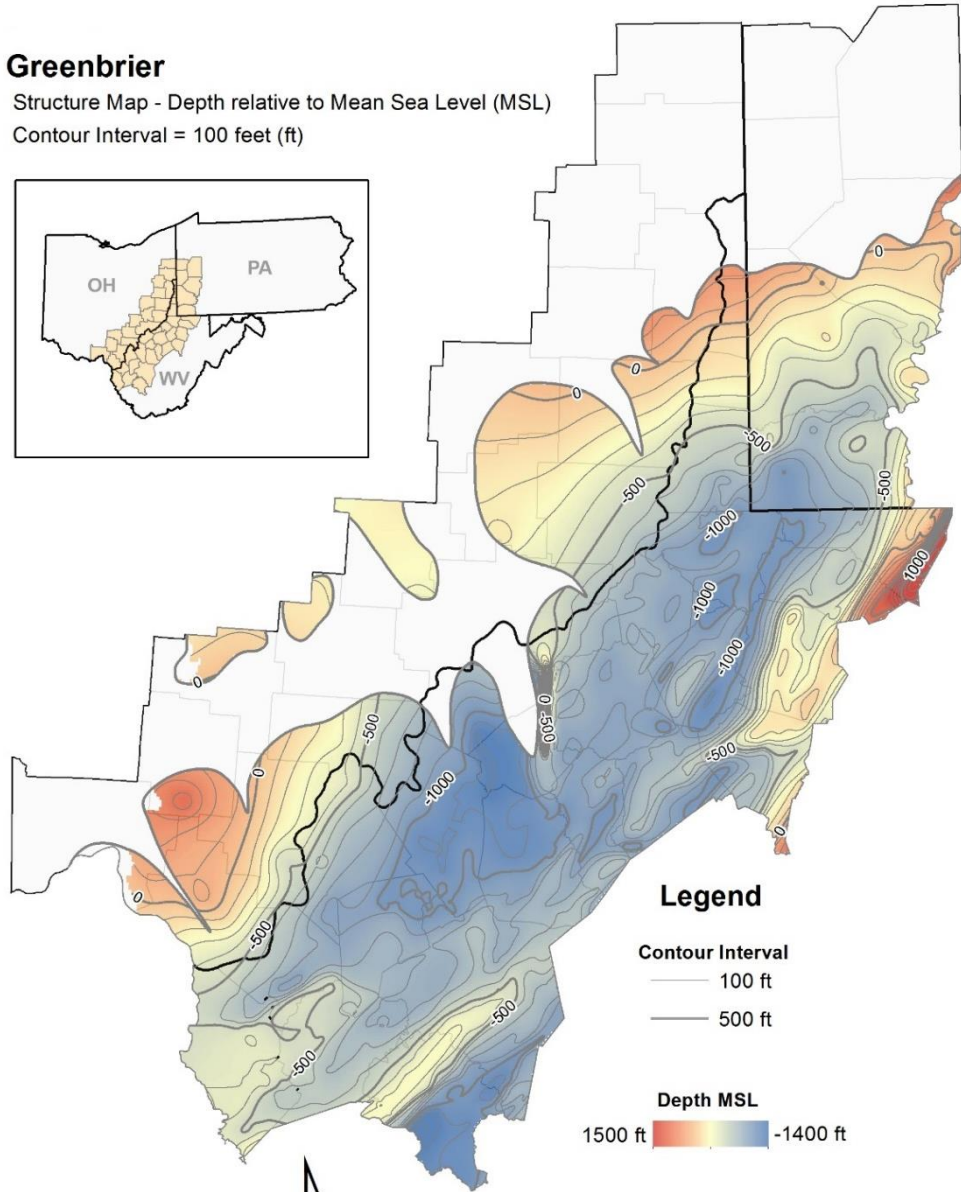 Greenbrier
Structure Map - Depth relative to Mean Sea Level (MSL)
Contour Interval = 100 feet (ft)
OH
PA
WV
0
0
0
-500
-500
-500
-1000
1000
-1000
-1000
0
0 -500
-500
0
-1000
-500
0
0
-500
-500
-500
Legend
Contour Interval
100 ft
500 ft
Depth MSL
1500 ft
-1400 ft